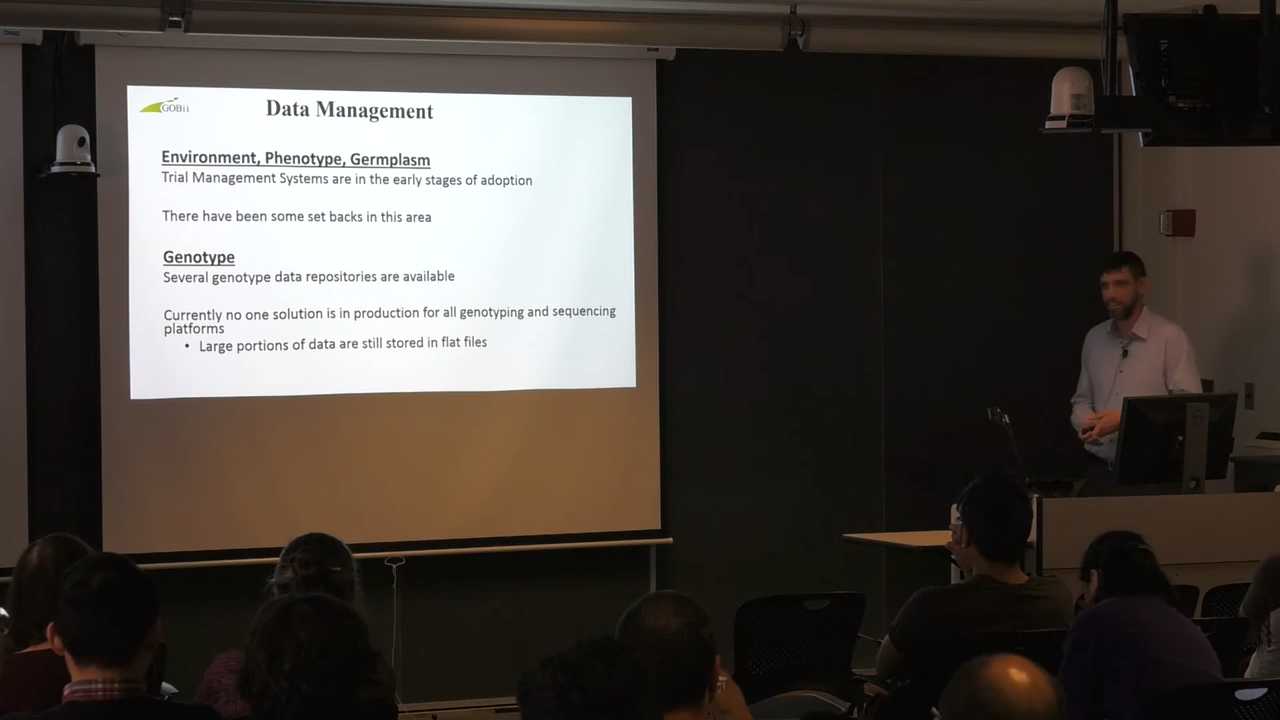 GOBii
Data Management
Environment, Phenotype, Germplasm
Trial Management Systems are in the early stages of adoption
There have been some set backs in this area
Genotype
Several genotype data repositories are available
Currently no one solution is in production for all genotyping and sequencing
platforms
• Large portions of data are still stored in flat files